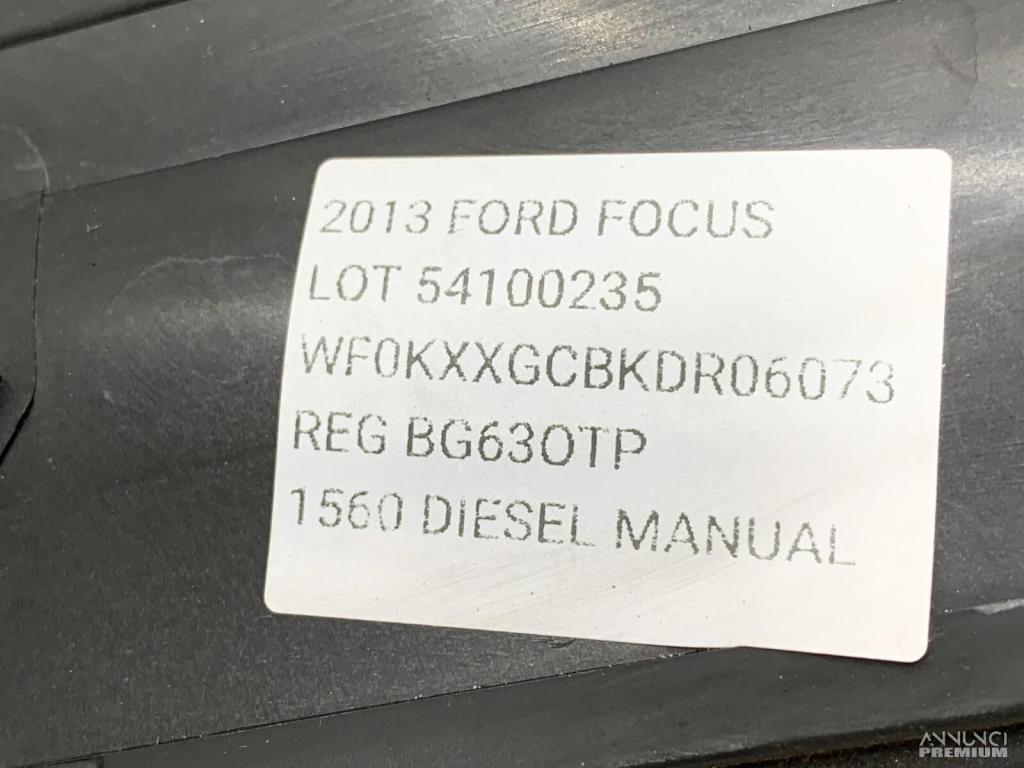 2013 FORD FOCUS
LOT 54100235
WF0KXXGCBKDR06073
REG BG63OTP
1560 DIESEL MANUAL
ANNUNCI
PREMIUM